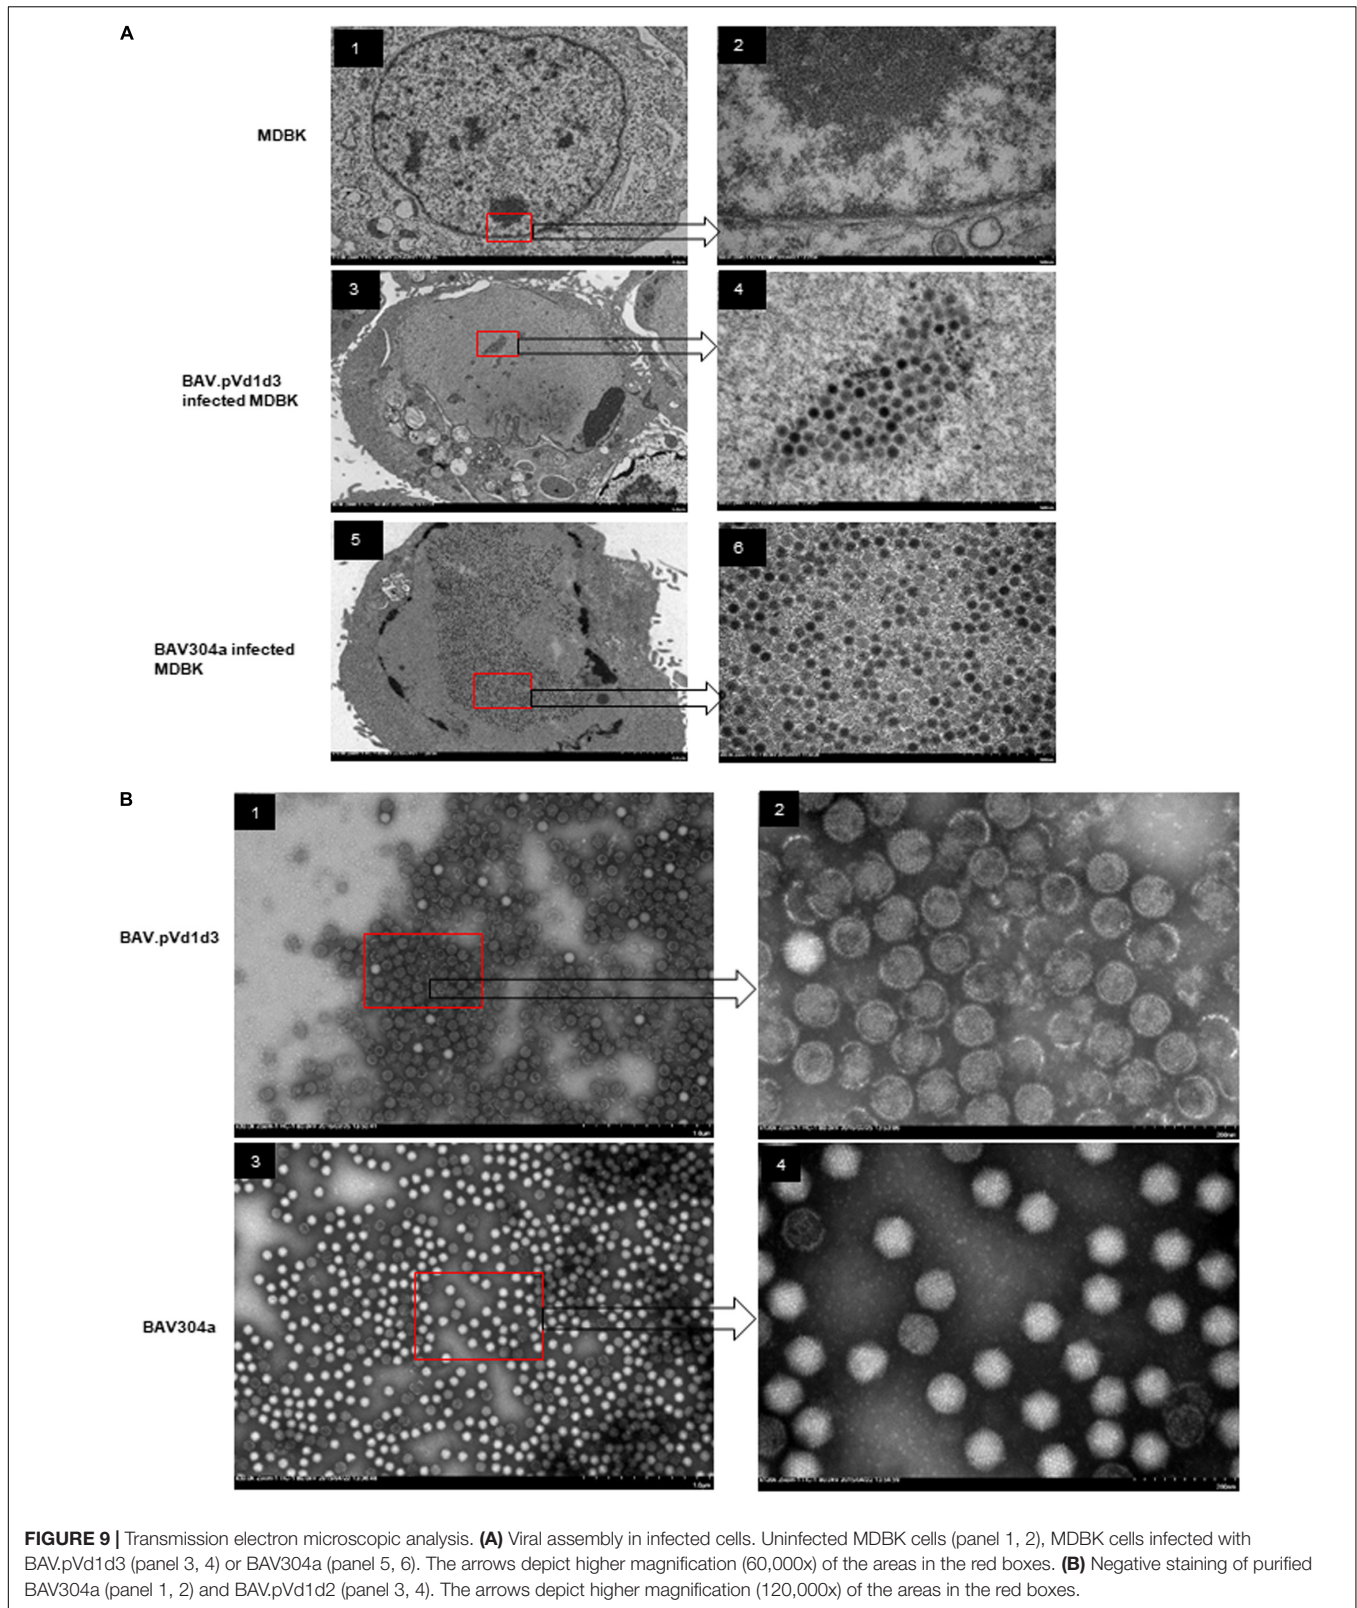 A
1
2
MDBK
3
4
BAV.pVd1d3
infected MDBK
5
6
BAV304a infected
MDBK
B
1
2
BAV.pVd1d3
3
4
BAV304a
FIGURE 9 | Transmission electron microscopic analysis. (A) Viral assembly in infected cells. Uninfected MDBK cells (panel 1, 2), MDBK cells infected with
BAV.pVd1d3 (panel 3, 4) or BAV304a (panel 5, 6). The arrows depict higher magnification (60,000x) of the areas in the red boxes. (B) Negative staining of purified
BAV304a (panel 1, 2) and BAV.pVd1d2 (panel 3, 4). The arrows depict higher magnification (120,000x) of the areas in the red boxes.